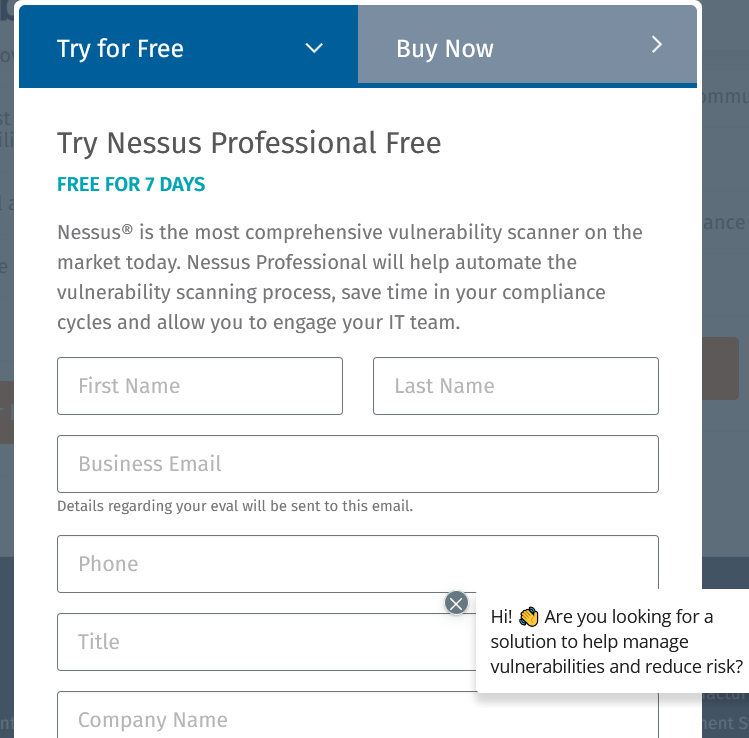 Try for Free
Buy Now
Try Nessus Professional Free
FREE FOR 7 DAYS
Nessus® is the most comprehensive vulnerability scanner on the
market today. Nessus Professional will help automate the
vulnerability scanning process, save time in your compliance
cycles and allow you to engage your IT team.
First Name
Last Name
Business Email
Details regarding your eval will be sent to this email.
Phone
Title
Company Name
Hi! 👏 Are you looking for a
solution to help manage
vulnerabilities and reduce risk?